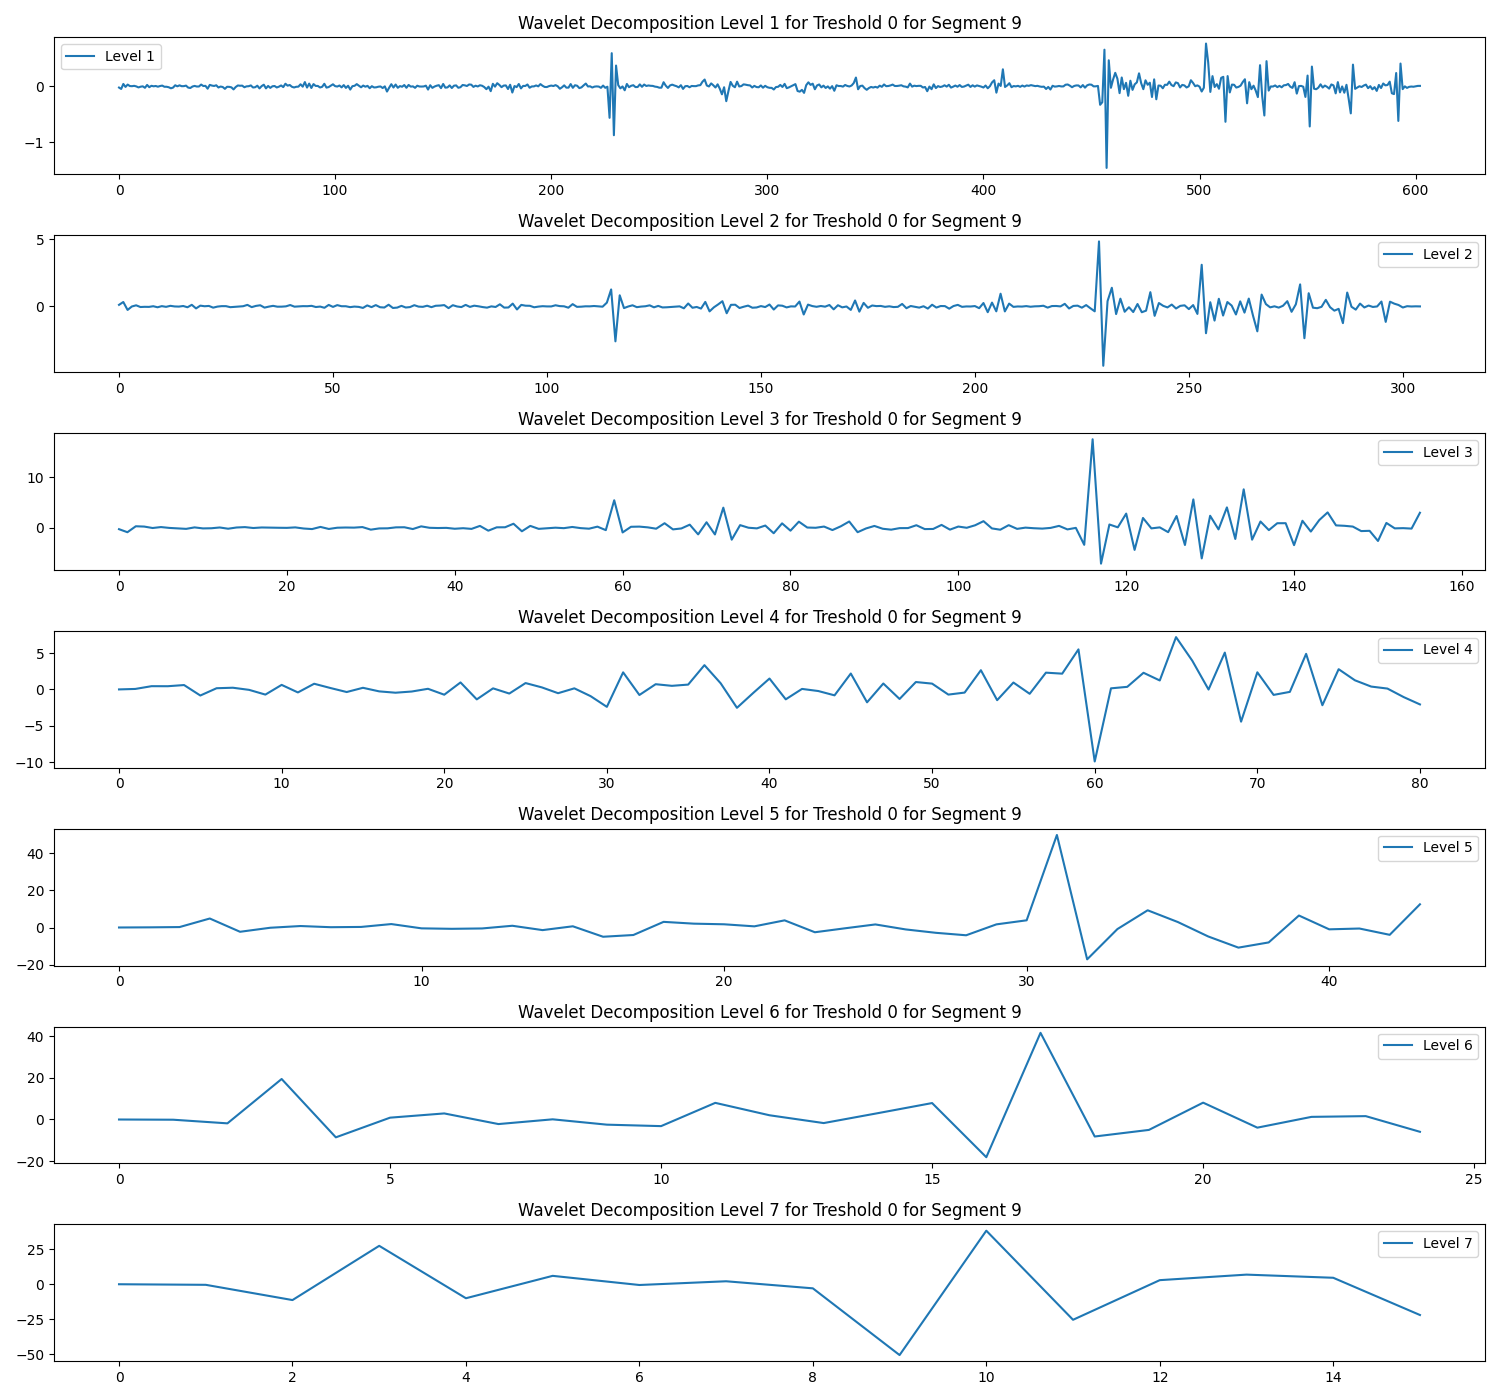 Wavelet Decomposition Level 1 for Treshold 0 for Segment 9
Level 1
0
−1
0 100 200 300 400 500 600
Wavelet Decomposition Level 2 for Treshold 0 for Segment 9
5
Level 2
0
0 50 100 150 200 250 300
Wavelet Decomposition Level 3 for Treshold 0 for Segment 9
Level 3
10
0
0 20 40 60 80 100 120 140 160
Wavelet Decomposition Level 4 for Treshold 0 for Segment 9
Level 4
5
0
−5
−10
0 10 20 30 40 50 60 70 80
Wavelet Decomposition Level 5 for Treshold 0 for Segment 9
Level 5
40
20
0
−20
0 10 20 30 40
Wavelet Decomposition Level 6 for Treshold 0 for Segment 9
40
Level 6
20
0
−20
0 5 10 15 20 25
Wavelet Decomposition Level 7 for Treshold 0 for Segment 9
Level 7
25
0
−25
−50
0 2 4 6 8 10 12 14